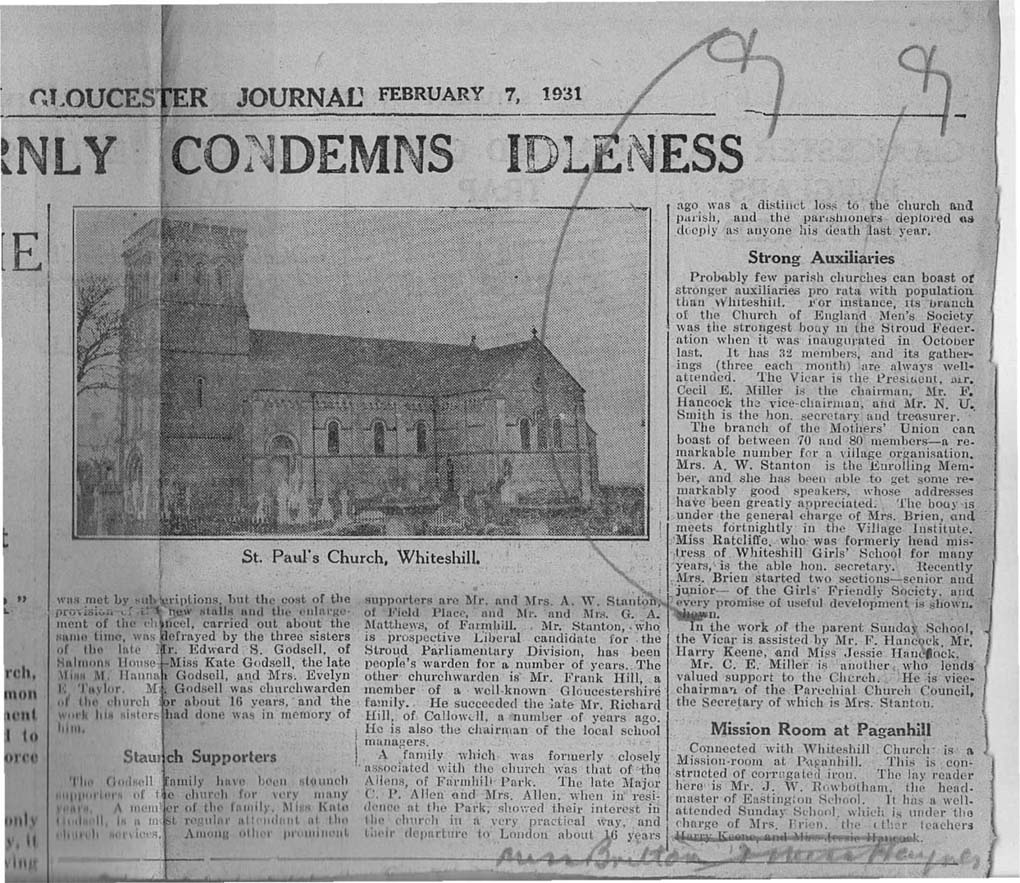 GLOUCESTER JOURNAL FEBRUARY 7, 1931
RNLY CONDEMNS IDLENESS
E
St. Paul's Church, Whiteshill.
"
rch,
mon
ient
l to
orce
only
y, it
ving
was met by subscriptions, but the cost of the
provision of the new stalls and the enlarge-
ment of the chancel, carried out about the
same time, was defrayed by the three sisters
of the late Mr. Edward S. Godsell, of
Salmons House—Miss Kate Godsell, the late
Miss M. Hannah Godsell, and Mrs. Evelyn
E Taylor. Mr. Godsell was churchwarden
of the church for about 16 years, and the
work his sisters had done was in memory of
him.
Staunch Supporters
The Godsell family have been staunch
supporters of the church for very many
years. A member of the family, Miss Kate
Godsell, is a most regular attendant at the
church services. Among other prominent
supporters are Mr. and Mrs. A. W. Stanton,
of Field Place, and Mr. and Mrs. G. A.
Matthews, of Farmhill. Mr. Stanton, who
is prospective Liberal candidate for the
Stroud Parliamentary Division, has been
people's warden for a number of years. The
other churchwarden is Mr. Frank Hill, a
member of a well-known Gloucestershire
family. He succeeded the late Mr. Richard
Hill, of Callowell, a number of years ago.
He is also the chairman of the local school
managers.
A family which was formerly closely
associated with the church was that of the
Allens, of Farmhill Park. The late Major
C. P. Allen and Mrs. Allen, when in resi-
dence at the Park, showed their interest in
the church in a very practical way, and
their departure to London about 16 years
ago was a distinct loss to the church and
parish, and the parishioners deplored as
deeply as anyone his death last year.
Strong Auxiliaries
Probably few parish churches can boast of
stronger auxiliaries pro rata with population
than Whiteshill. For instance, its branch
of the Church of England Men's Society
was the strongest body in the Stroud Feder-
ation when it was inaugurated in October
last. It has 32 members, and its gather-
ings (three each month) are always well-
attended. The Vicar is the President, Mr.
Cecil E. Miller is the chairman, Mr. F.
Hancock the vice-chairman, and Mr. N. U.
Smith is the hon. secretary and treasurer.
The branch of the Mothers' Union can
boast of between 70 and 80 members—a re-
markable number for a village organisation.
Mrs. A. W. Stanton is the Enrolling Mem-
ber, and she has been able to get some re-
markably good speakers, whose addresses
have been greatly appreciated. The body is
under the general charge of Mrs. Brien, and
meets fortnightly in the Village Institute.
Miss Ratcliffe, who was formerly head mis-
tress of Whiteshill Girls' School for many
years, is the able hon. secretary. Recently
Mrs. Brien started two sections—senior and
junior— of the Girls' Friendly Society, and
every promise of useful development is shown.
shown.
In the work of the parent Sunday School,
the Vicar is assisted by Mr. F. Hancock, Mr.
Harry Keene, and Miss Jessie Hancock.
Mr. C. E. Miller is another who lends
valued support to the Church. He is vice-
chairman of the Parochial Church Council,
the Secretary of which is Mrs. Stanton.
Mission Room at Paganhill
Connected with Whiteshill Church is a
Mission-room at Paganhill. This is con-
structed of corrugated iron. The lay reader
here is Mr. J. W. Rowbotham, the head-
master of Eastington School. It has a well-
attended Sunday School, which is under the
charge of Mrs. Brien, the other teachers
Harry Keene, and Miss Jessie Hancock.
Miss Bretton Miss Haynes